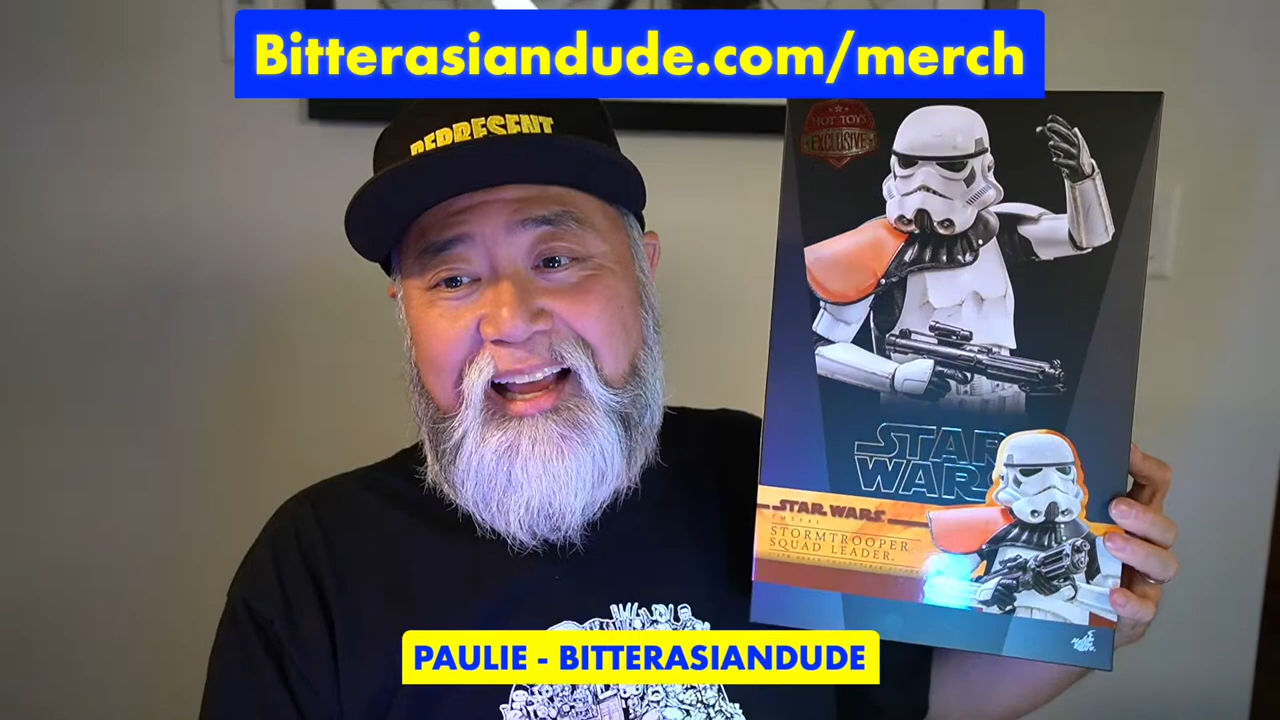 Bitterasiandude.com/merch
REPRESENT
HOT TOYS
EXCLUSIVE
STAR
WARS
STAR WARS
STORMTROOPER
SQUAD LEADER
PAULIE - BITTERASIANDUDE